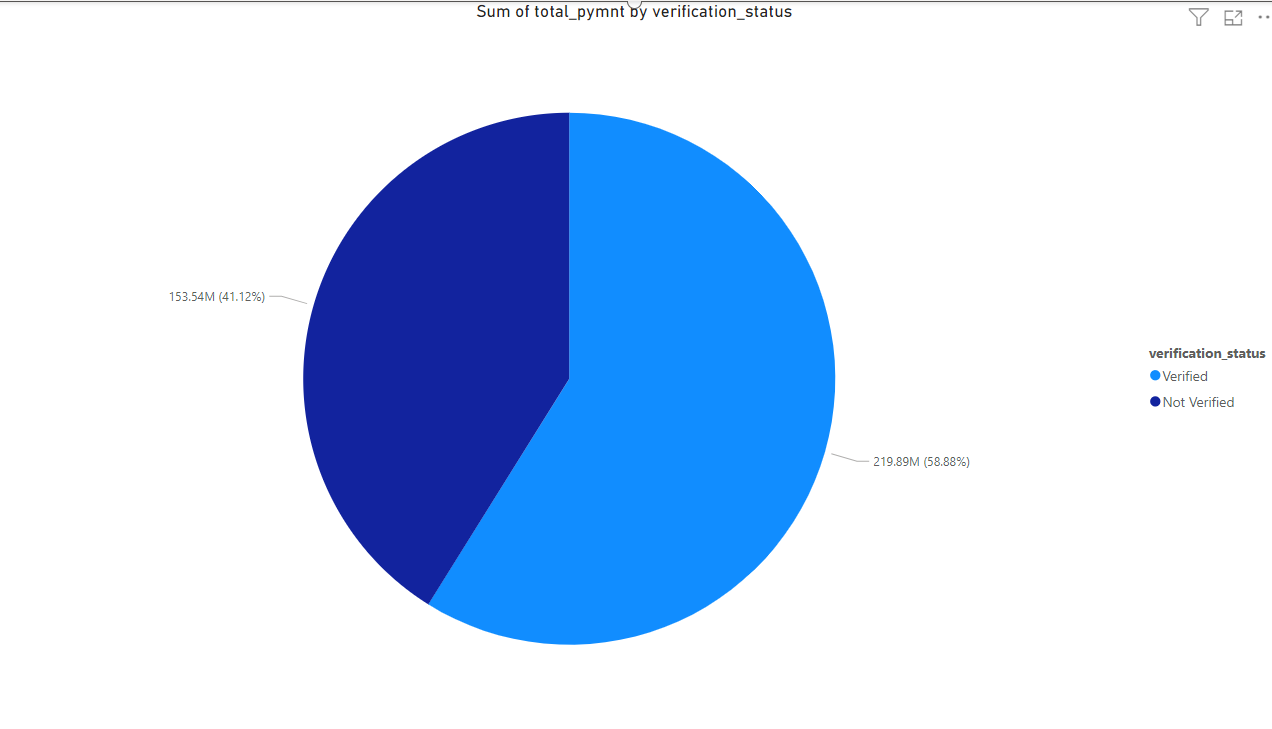 Sum of total_pymnt by verification_status
153.54M (41.12%)
219.89M (58.88%)
verification_status
Verified
Not Verified